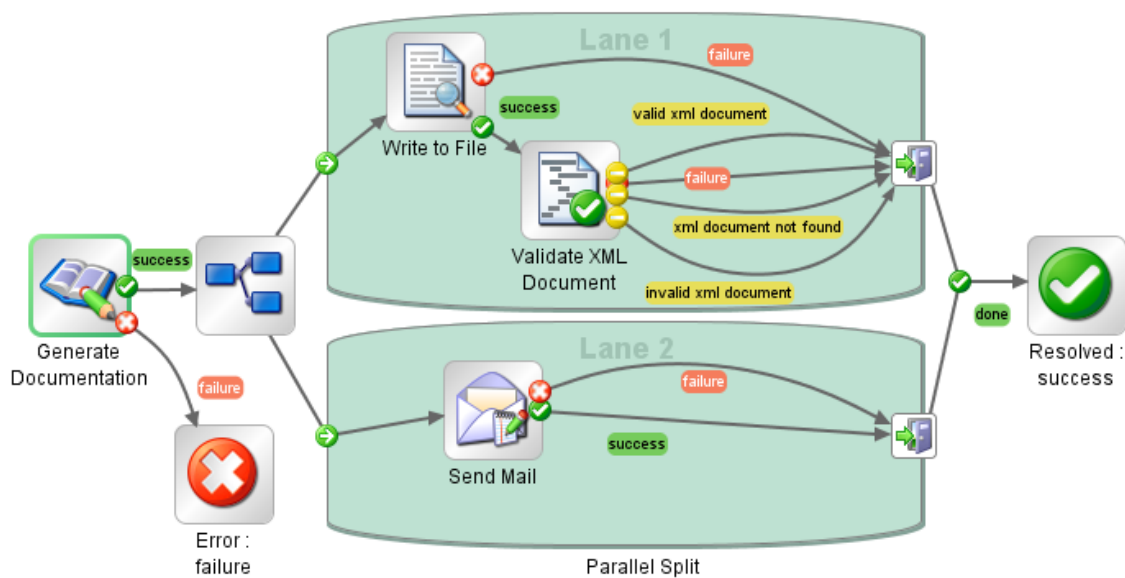 Lane 1
failure
success
valid xml document
Write to File
failure
xml document not found
Validate XML
Document
invalid xml document
success
Generate
Documentation
failure
Error :
failure
Lane 2
failure
success
Send Mail
Parallel Split
done
Resolved :
success